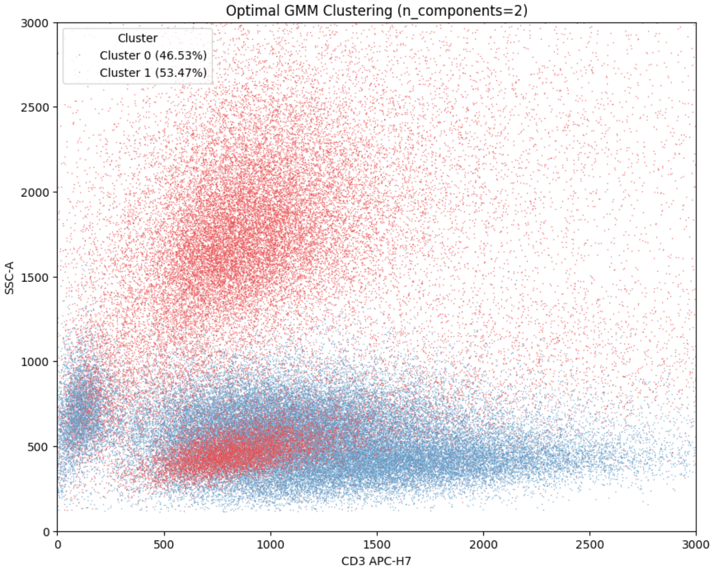 Optimal GMM Clustering (n_components=2)
Cluster
Cluster 0 (46.53%)
Cluster 1 (53.47%)
3000
2500
2000
1500
1000
500
0
SSC-A
0 500 1000 1500 2000 2500 3000
CD3 APC-H7